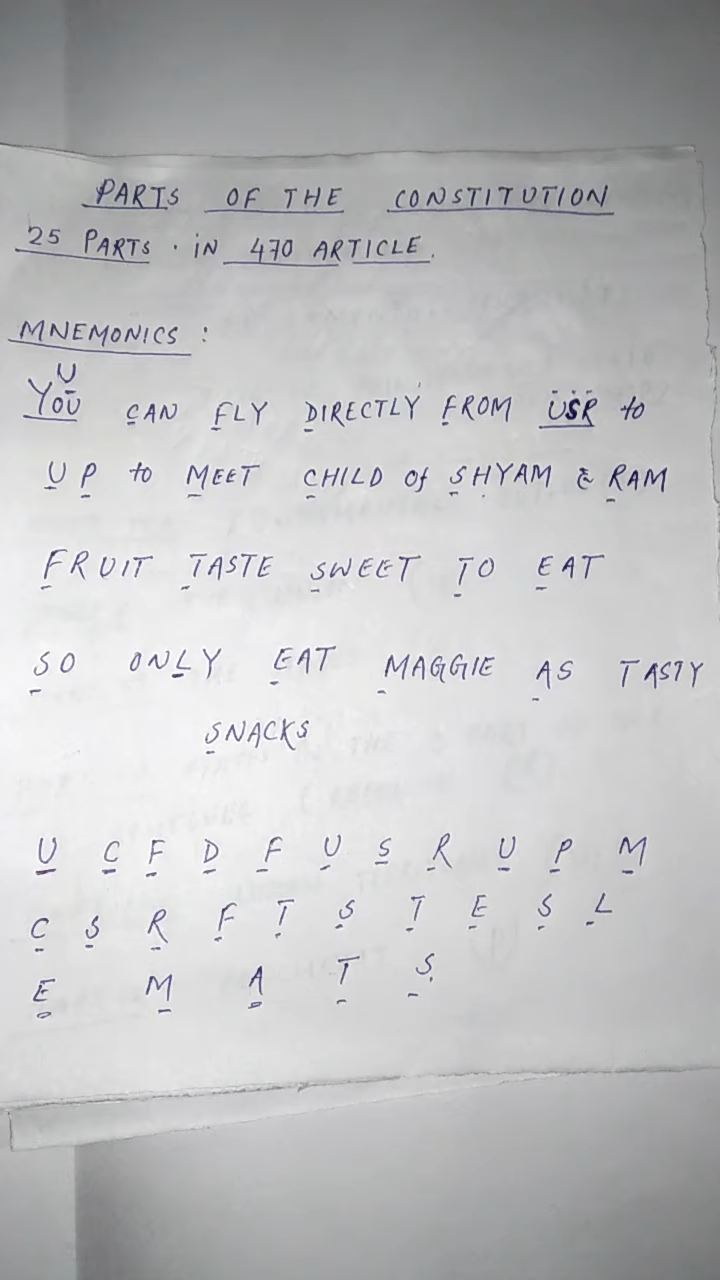 PARTS OF THE CONSTITUTION
25 PARTS . iN 470 ARTICLE.
MNEMONICS :
U
YOU CAN FLY DIRECTLY FROM USR to
U P to MEET CHILD of SHYAM & RAM
FRUIT TASTE SWEET TO EAT
SO ONLY EAT MAGGIE AS TASTY
SNACKS
U C F D F U S R U P M
C S R F T S T E S L
E M A T S.